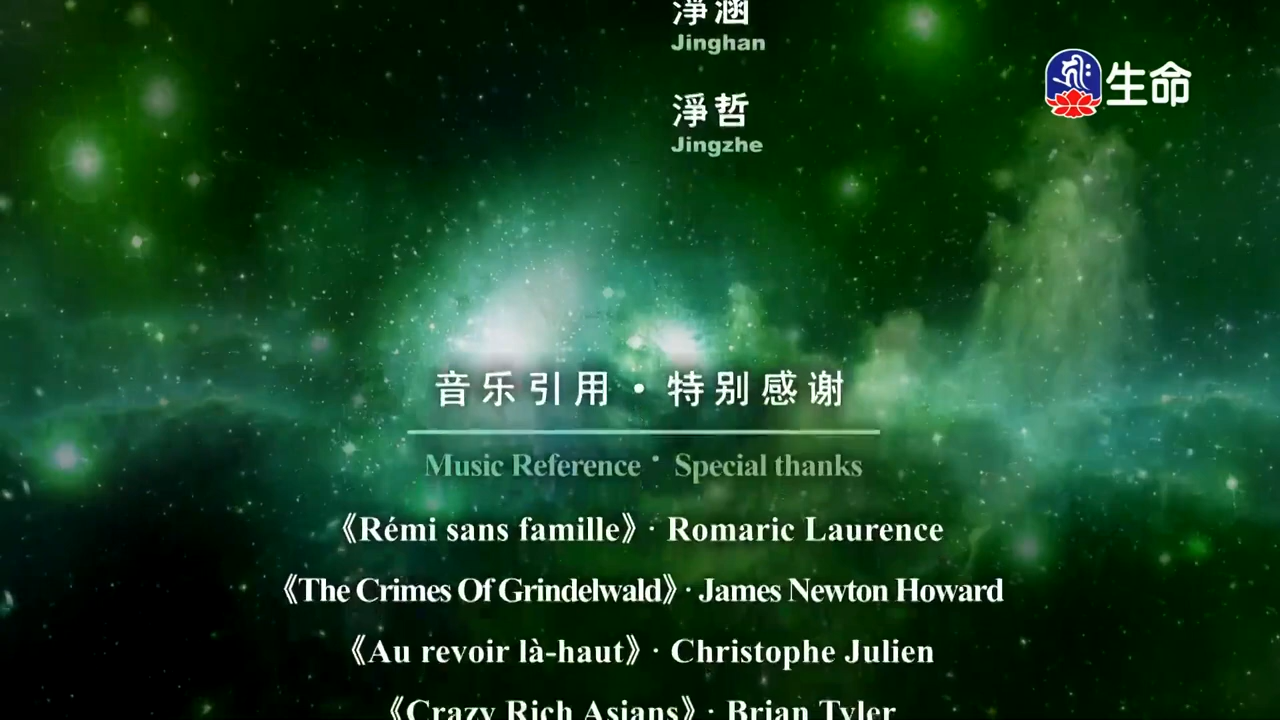 淨涵
Jinghan
生命
淨哲
Jingzhe
音乐引用·特别感谢
Music Reference · Special thanks
《Rémi sans famille》· Romaric Laurence
《The Crimes Of Grindelwald》· James Newton Howard
《Au revoir là-haut》· Christophe Julien
《Crazy Rich Asians》· Brian Tyler